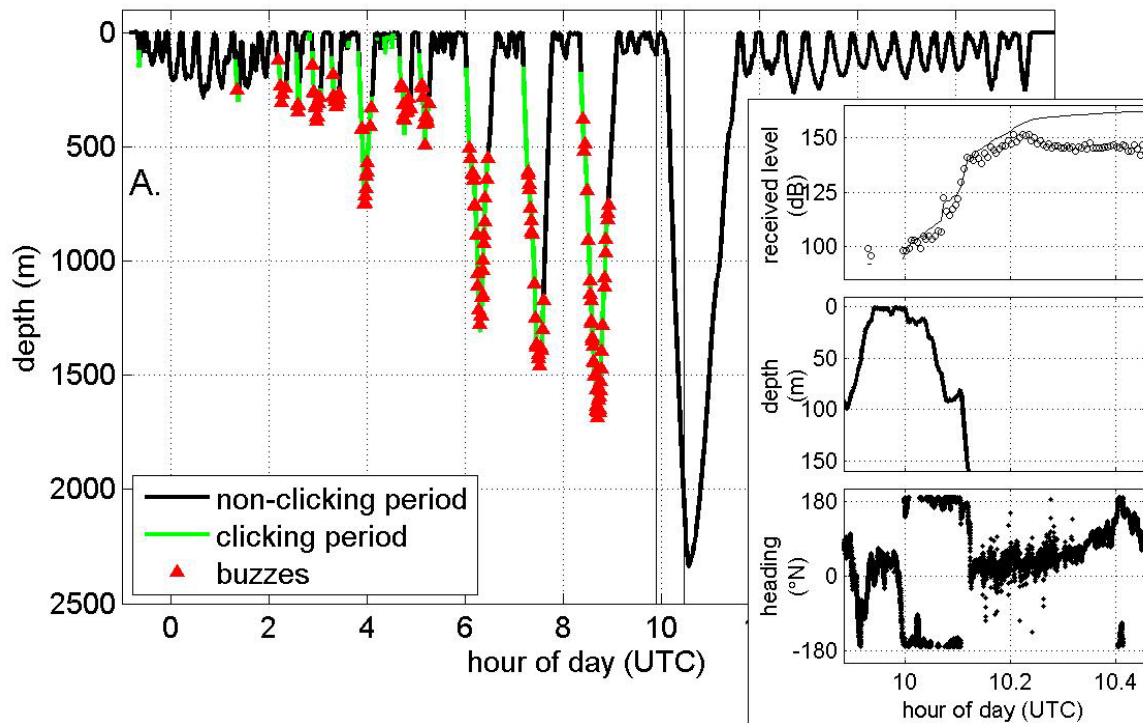 0
500
1000
1500
2000
2500
depth (m)
A.
non-clicking period
clicking period
buzzes
0 2 4 6 8 10
hour of day (UTC)
150
125
100
received level
(dB)
0
50
100
150
depth
(m)
180
0
-180
heading
(°N)
10 10.2 10.4
hour of day (UTC)